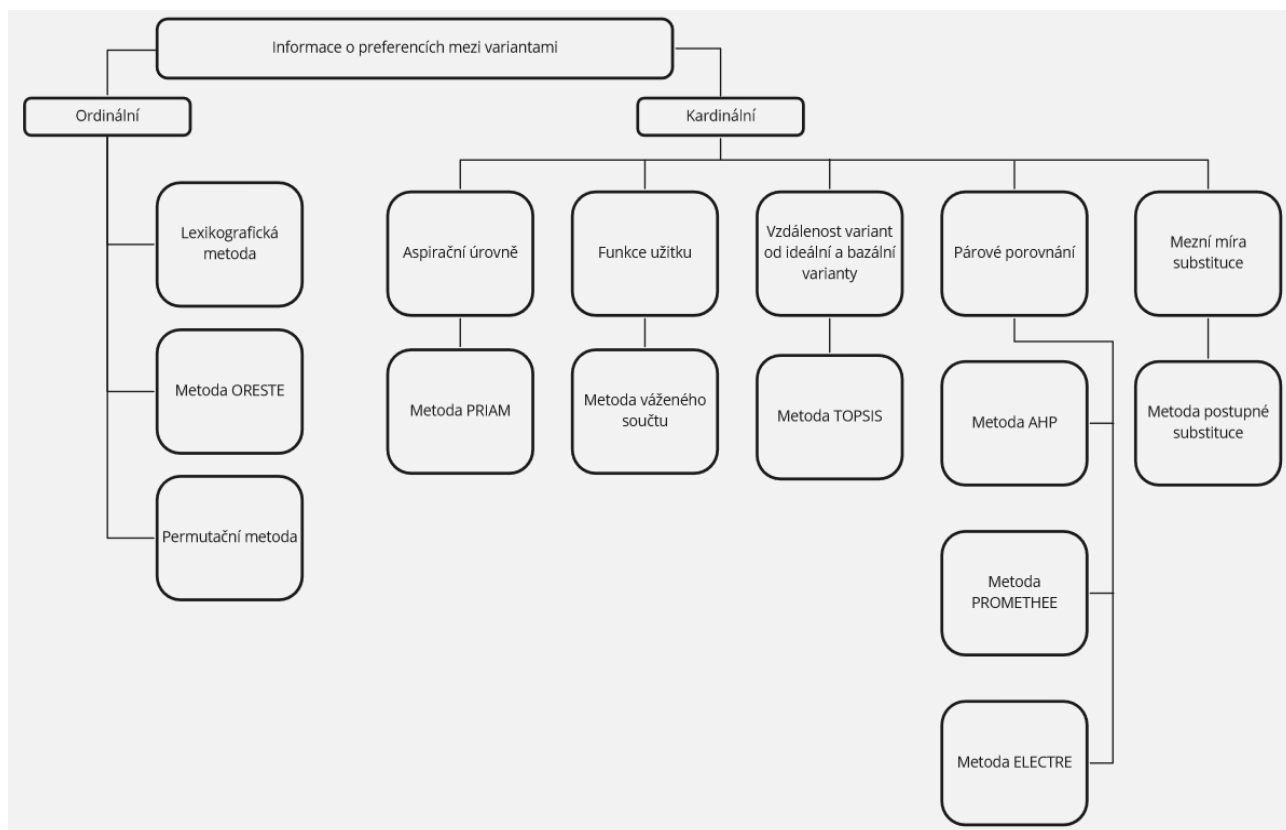 Informace o preferencích mezi variantami
Ordinální
Kardinální
Lexikografická
metoda
Aspirační úrovně
Funkce užitku
Vzdálenost variant
od ideální a bazální
varianty
Párové porovnání
Mezní míra
substituce
Metoda ORESTE
Metoda PRIAM
Metoda váženého
součtu
Metoda TOPSIS
Metoda AHP
Metoda postupné
substituce
Permutační metoda
Metoda
PROMETHEE
Metoda ELECTRE